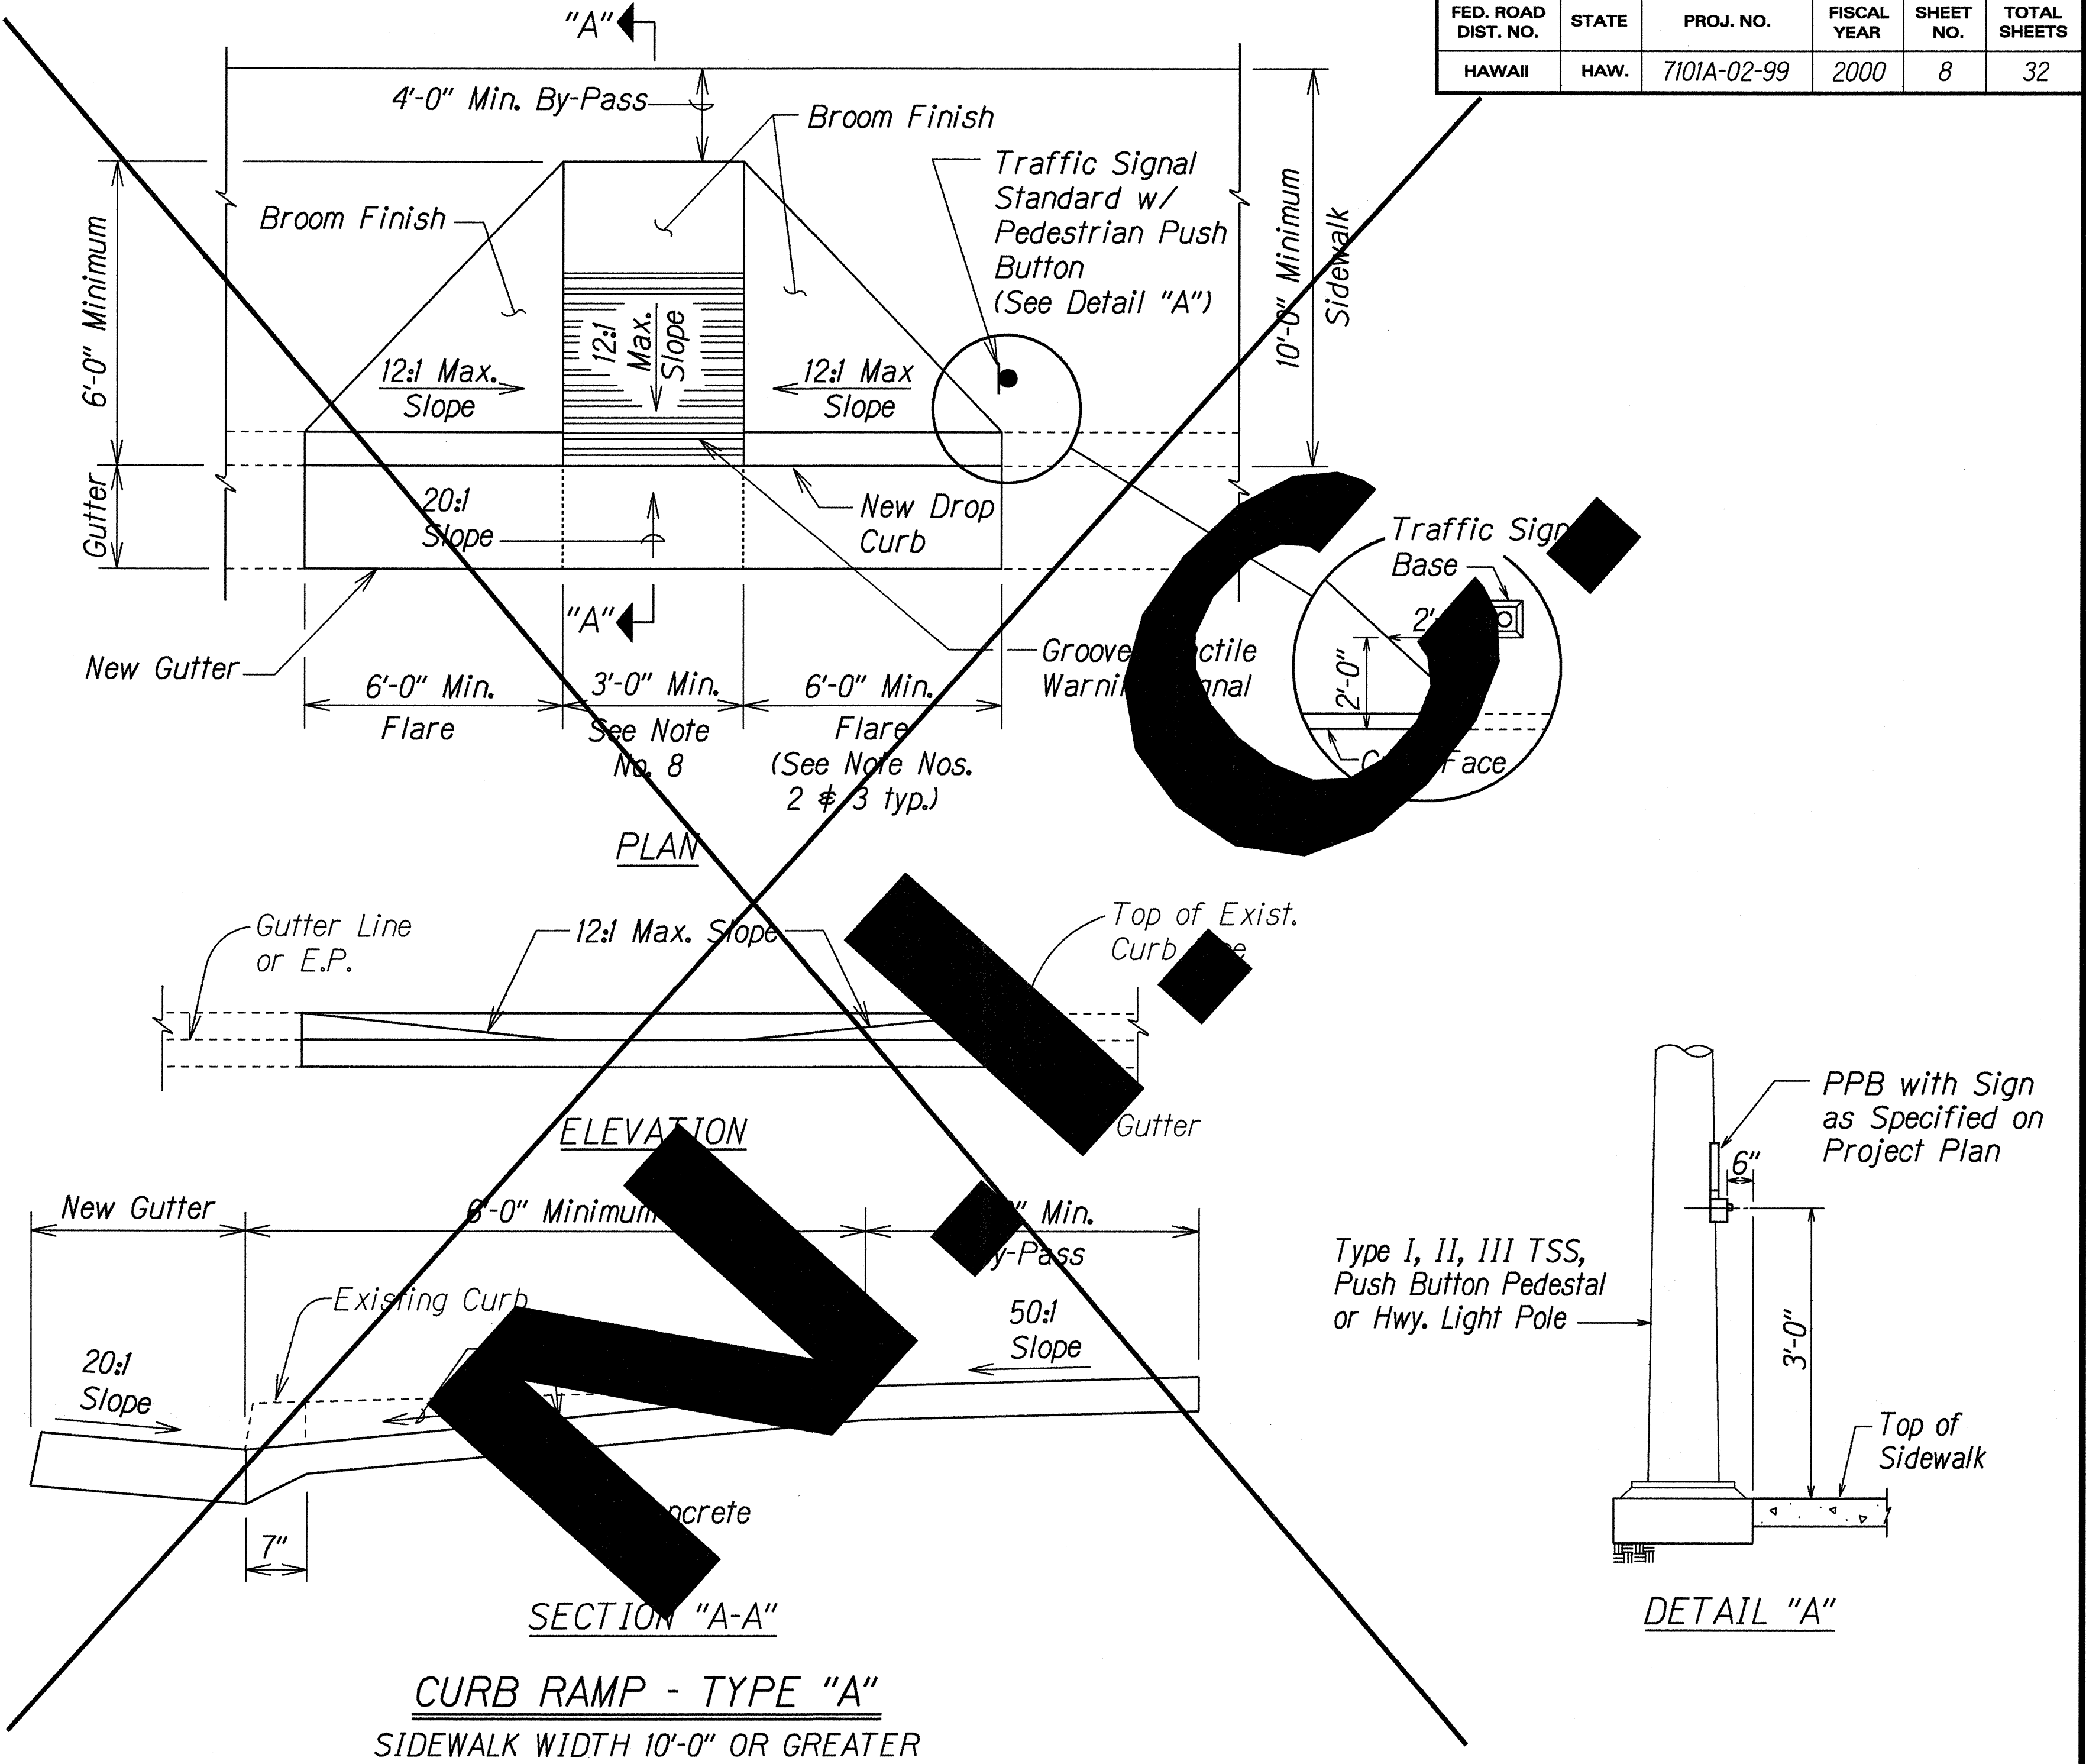 FED. ROAD DIST. NO. STATE PROJ. NO. FISCAL YEAR SHEET NO. TOTAL SHEETS
HAWAII HAW. 7101A-02-99 2000 8 32
"A"
4'-0" Min. By-Pass
Broom Finish
Traffic Signal
Standard w/
Pedestrian Push
Button
(See Detail "A")
10'-0" Minimum
Sidewalk
Broom Finish
6'-0" Minimum
Gutter
12:1 Max.
Slope
12:1
Max.
Slope
12:1 Max
Slope
20:1
Slope
New Drop
Curb
"A"
New Gutter
6'-0" Min.
Flare
3'-0" Min.
See Note
No. 8
6'-0" Min.
Flare
(See Note Nos.
2 & 3 typ.)
Traffic
Base
2'-0"
Face
PLAN
Gutter Line
or E.P.
12:1 Max. Slope
Top of Exist.
Curb
Gutter
ELEVATION
New Gutter
6'-0" Minimum
Min.
Existing Curb
20:1
Slope
50:1
Slope
7"
N.I.C.
SECTION "A-A"
CURB RAMP - TYPE "A"
SIDEWALK WIDTH 10'-0" OR GREATER
PPB with Sign
as Specified on
Project Plan
6"
Type I, II, III TSS,
Push Button Pedestal
or Hwy. Light Pole
3'-0"
Top of
Sidewalk
DETAIL "A"